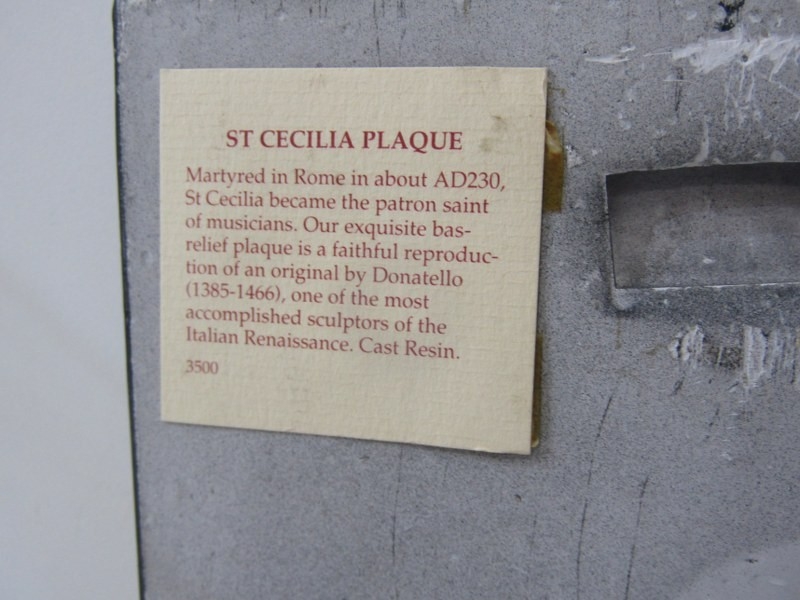 ST CECILIA PLAQUE
Martyred in Rome in about AD230,
St Cecilia became the patron saint
of musicians. Our exquisite bas-
relief plaque is a faithful reproduc-
tion of an original by Donatello
(1385-1466), one of the most
accomplished sculptors of the
Italian Renaissance. Cast Resin.
3500